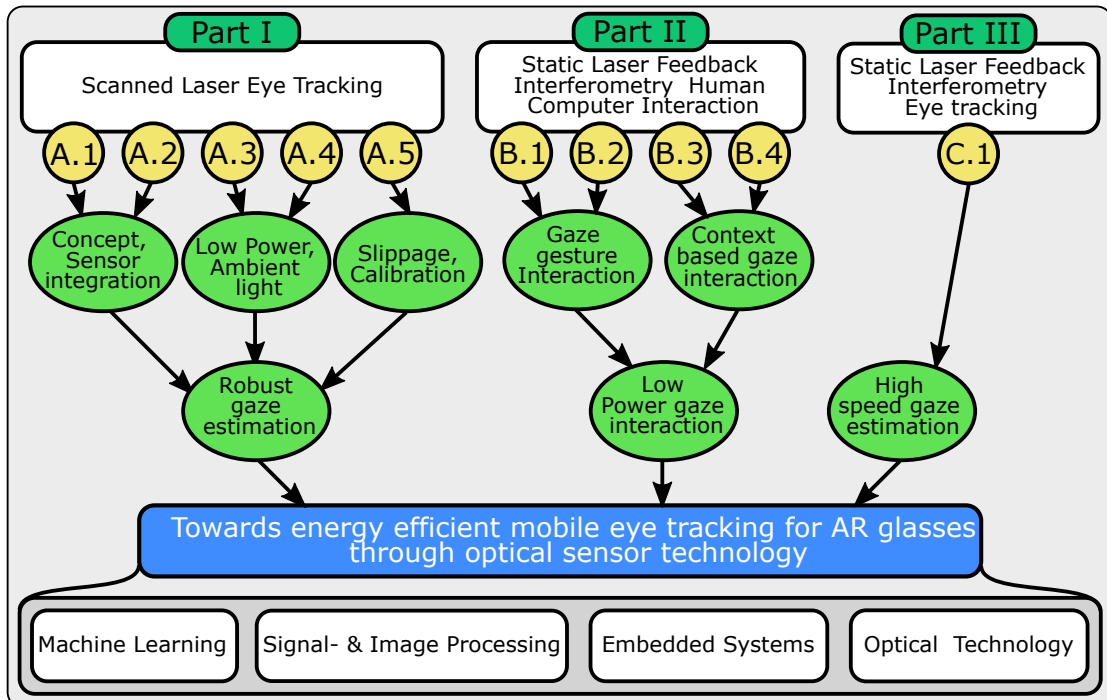 Part I
Scanned Laser Eye Tracking
A.1
A.2
A.3
A.4
A.5
Concept,
Sensor
integration
Low Power,
Ambient
light
Slippage,
Calibration
Robust
gaze
estimation
Part II
Static Laser Feedback
Interferometry Human
Computer Interaction
B.1
B.2
B.3
B.4
Gaze
gesture
Interaction
Context
based gaze
interaction
Low
Power gaze
interaction
Part III
Static Laser Feedback
Interferometry
Eye tracking
C.1
High
speed gaze
estimation
Towards energy efficient mobile eye tracking for AR glasses
through optical sensor technology
Machine Learning
Signal- & Image Processing
Embedded Systems
Optical Technology